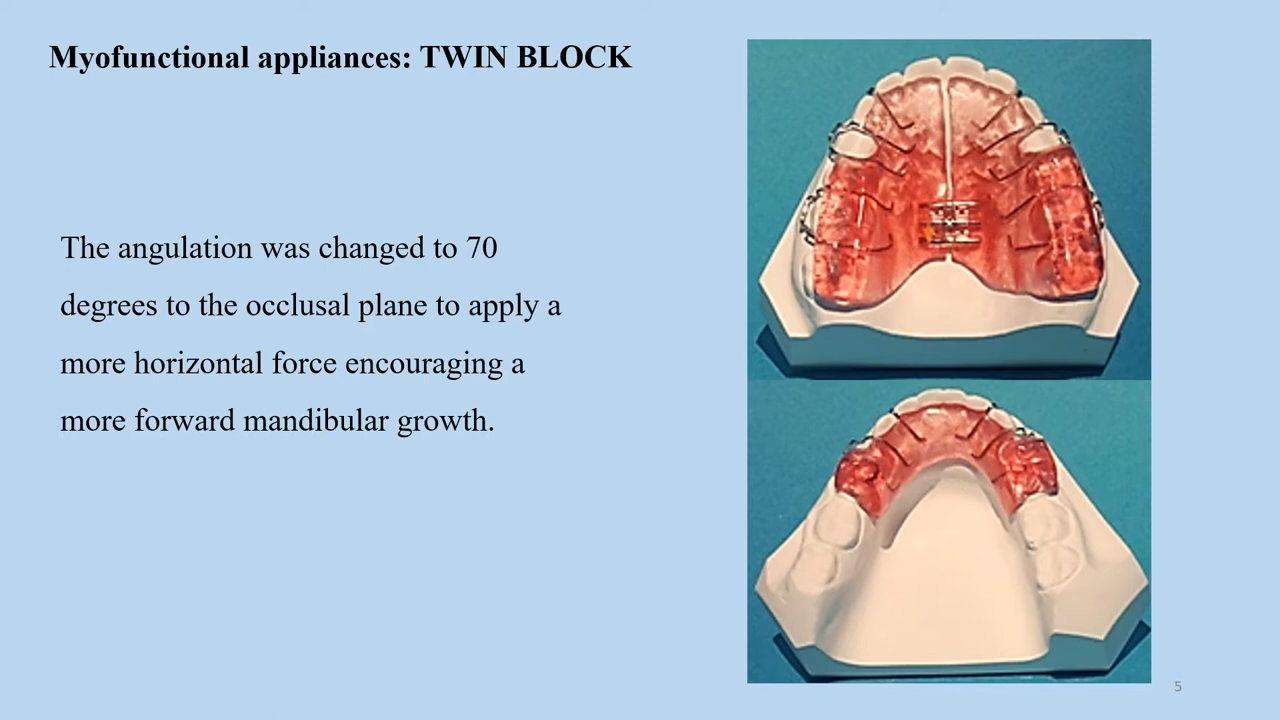 Myofunctional appliances: TWIN BLOCK
The angulation was changed to 70
degrees to the occlusal plane to apply a
more horizontal force encouraging a
more forward mandibular growth.
5